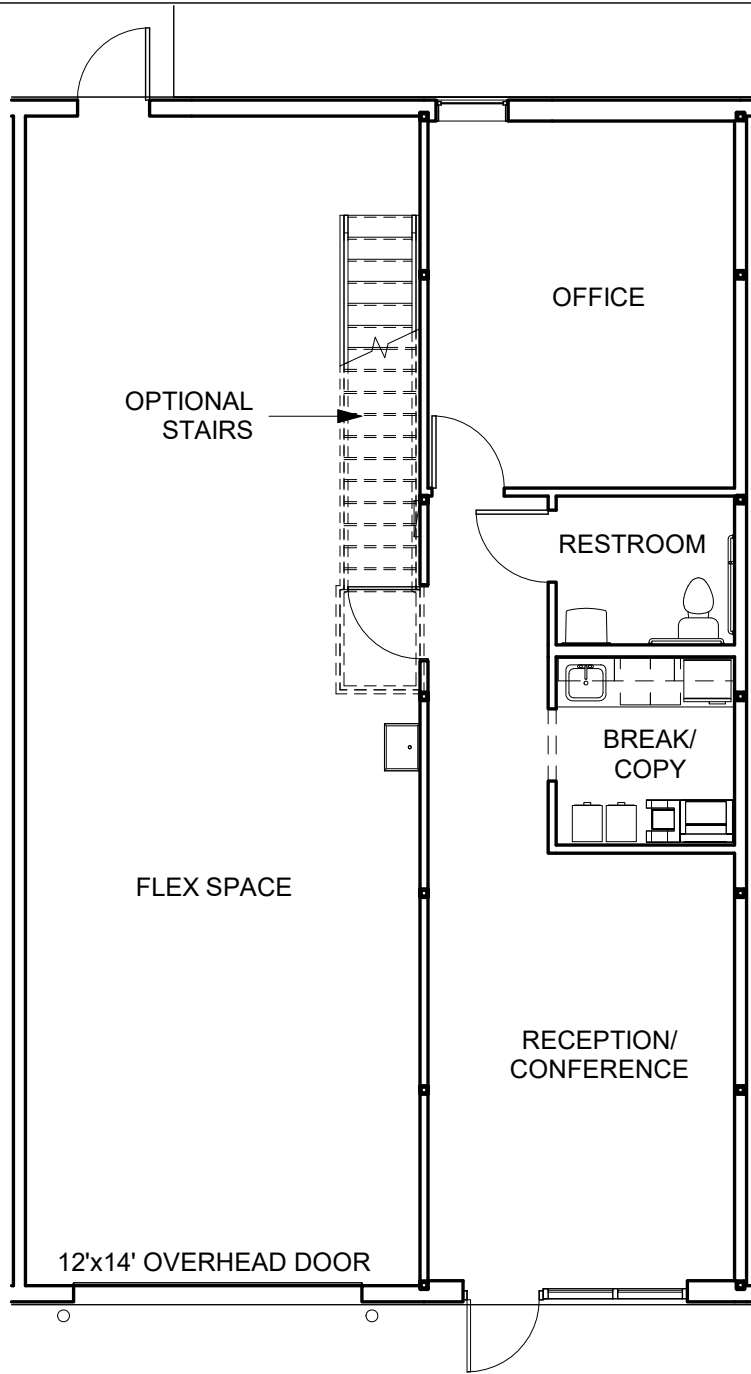 OFFICE
OPTIONAL
STAIRS
RESTROOM
BREAK/
COPY
FLEX SPACE
RECEPTION/
CONFERENCE
12'x14' OVERHEAD DOOR